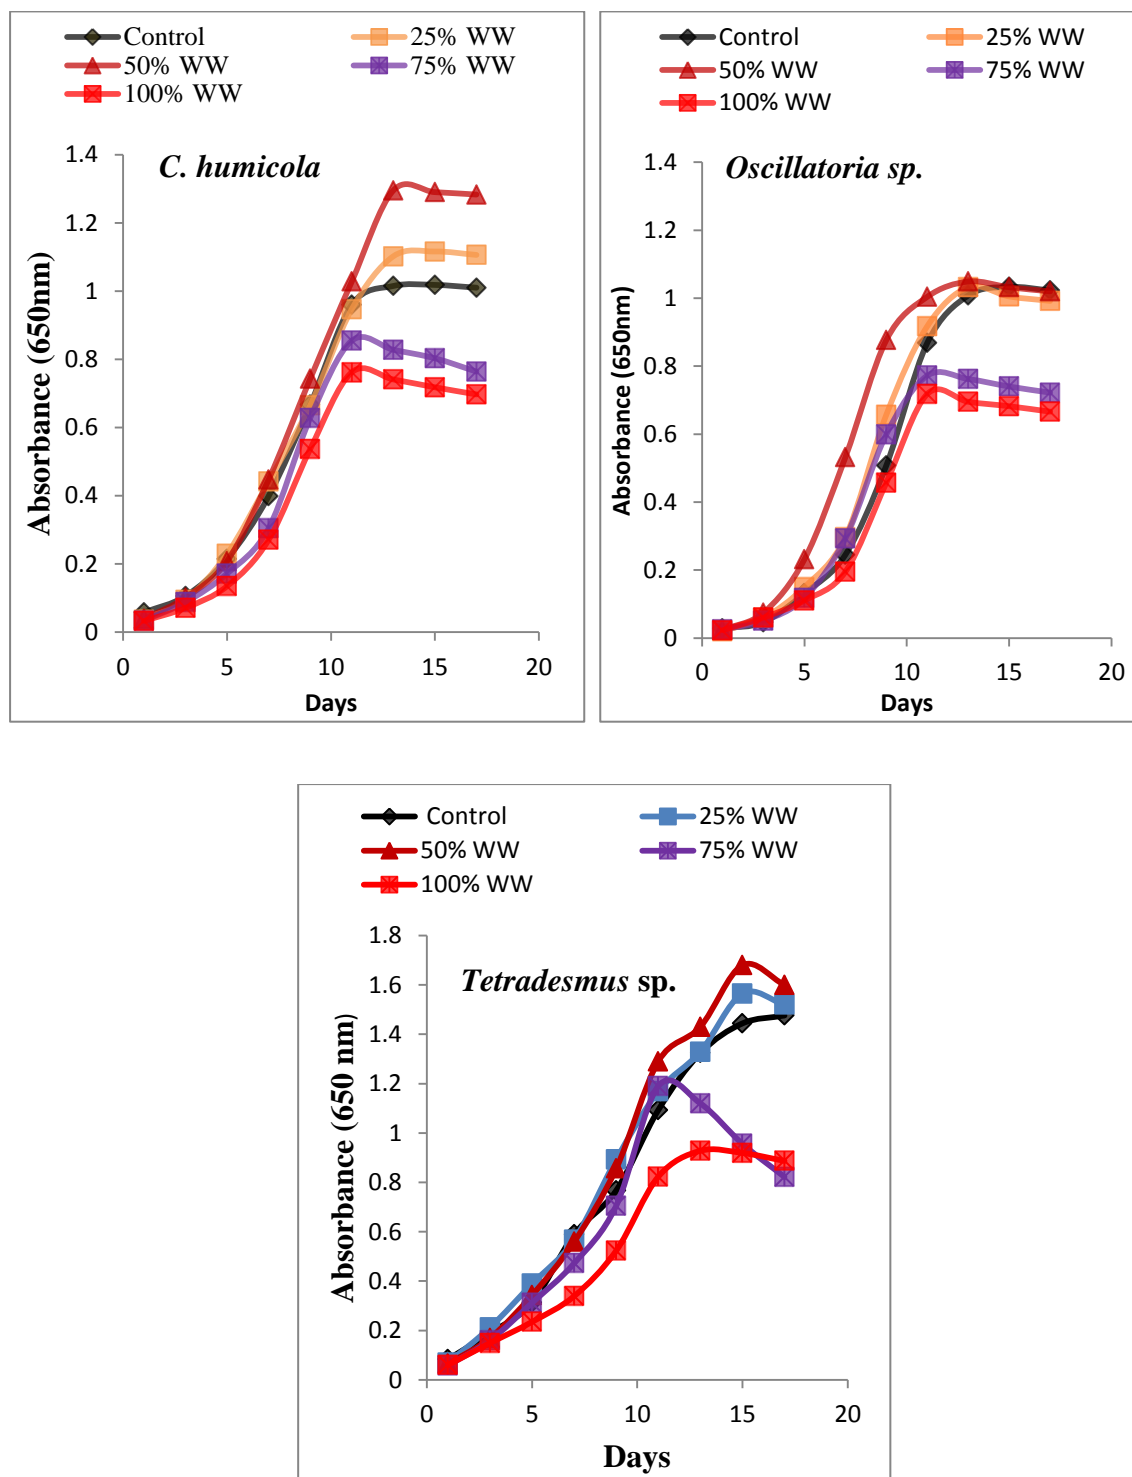 Control 25% WW
50% WW 75% WW
100% WW
C. humicola
1.4
1.2
1
0.8
0.6
0.4
0.2
0
Absorbance (650nm)
0 5 10 15 20
Days
Control 25% WW
50% WW 75% WW
100% WW
Oscillatoria sp.
1.4
1.2
1
0.8
0.6
0.4
0.2
0
Absorbance (650nm)
0 5 10 15 20
Days
Control 25% WW
50% WW 75% WW
100% WW
Tetradesmus sp.
1.8
1.6
1.4
1.2
1
0.8
0.6
0.4
0.2
0
Absorbance (650 nm)
0 5 10 15 20
Days